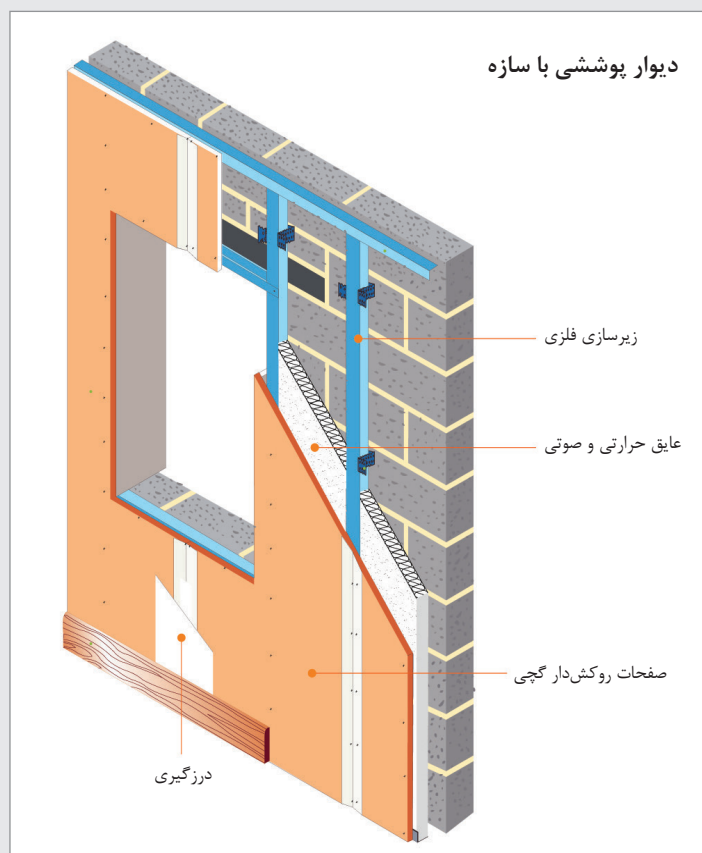 دیوار پوششی با سازه
زیرسازی فلزی
عایق حرارتی و صوتی
صفحات روکش‌دار گچی
درزگیری